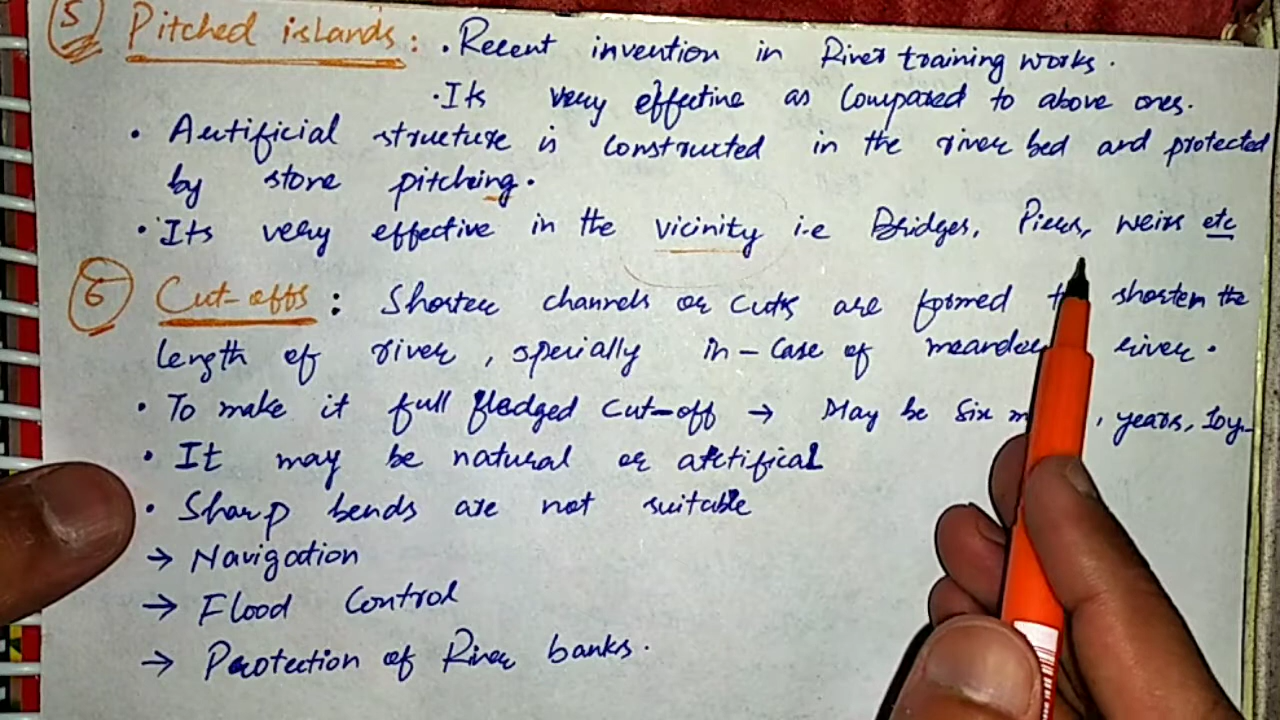 5 Pitched islands: • Recent invention in River training works.
• Its very effective as compared to above ones.
• Artificial structure is constructed in the river bed and protected
by stone pitching.
• Its very effective in the vicinity i.e Bridges, Piers, weirs etc
6 Cut-offs: Shorter channels or cuts are formed shorten the
length of river, specially in-case of meander river.
• To make it full fledged cut-off → May be six , years, 10y-
• It may be natural or artifical
• Sharp bends are not suitable
→ Navigation
→ Flood Control
→ Protection of River banks.